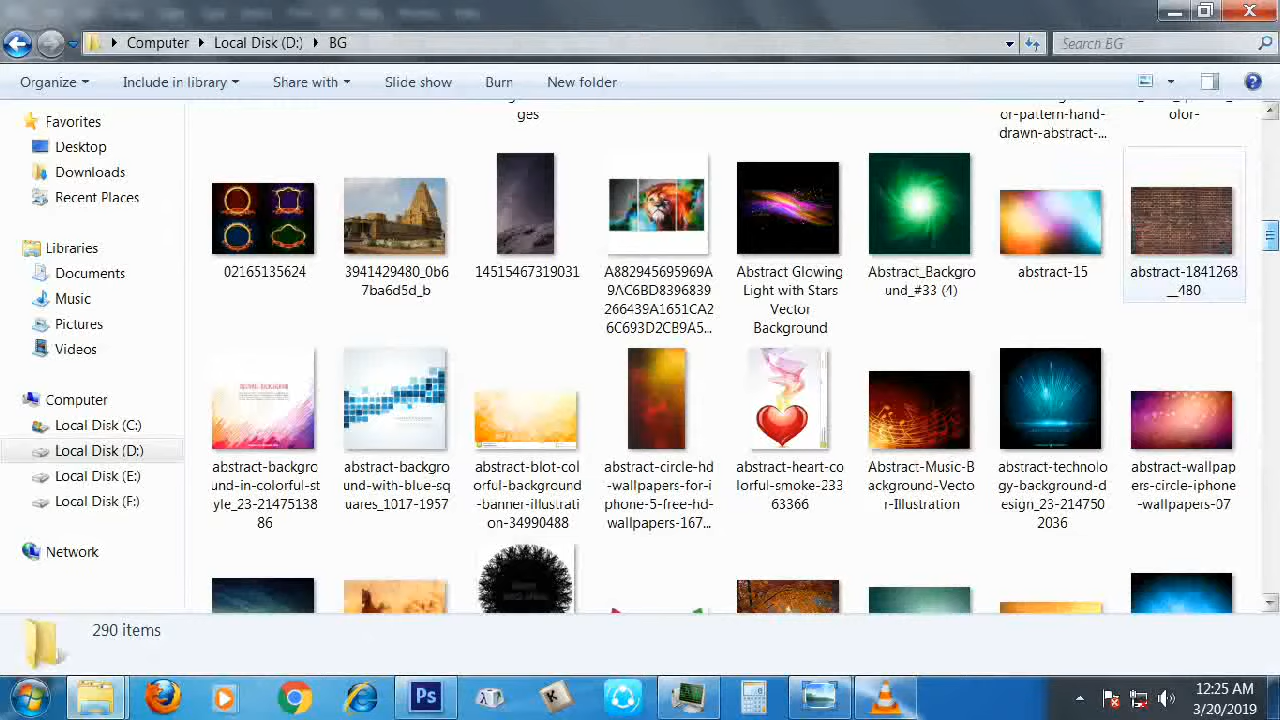 Computer
Local Disk (D:)
BG
Search BG
Organize
Include in library
Share with
Slide show
Burn
New folder
Favorites
Desktop
Downloads
Recent Places
Libraries
Documents
Music
Pictures
Videos
Computer
Local Disk (C:)
Local Disk (D:)
Local Disk (E:)
Local Disk (F:)
Network
ges
or-pattern-hand-
drawn-abstract-...
olor-
02165135624
3941429480_0b6
7ba6d5d_b
14515467319031
A882945695969A
9AC6BD8396839
266439A1651CA2
6C693D2CB9A5...
Abstract Glowing
Light with Stars
Vector
Background
Abstract_Backgro
und_#33 (4)
abstract-15
abstract-1841268
__480
abstract-backgro
und-in-colorful-st
yle_23-21475138
86
abstract-backgro
und-with-blue-sq
uares_1017-1957
abstract-blot-col
orful-background
-banner-illustrati
on-34990488
abstract-circle-hd
-wallpapers-for-i
phone-5-free-hd-
wallpapers-167...
abstract-heart-co
lorful-smoke-233
63366
Abstract-Music-B
ackground-Vecto
r-Illustration
abstract-technolo
gy-background-d
esign_23-214750
2036
abstract-wallpap
ers-circle-iphone
-wallpapers-07
290 items
Ps
K
12:25 AM
3/20/2019